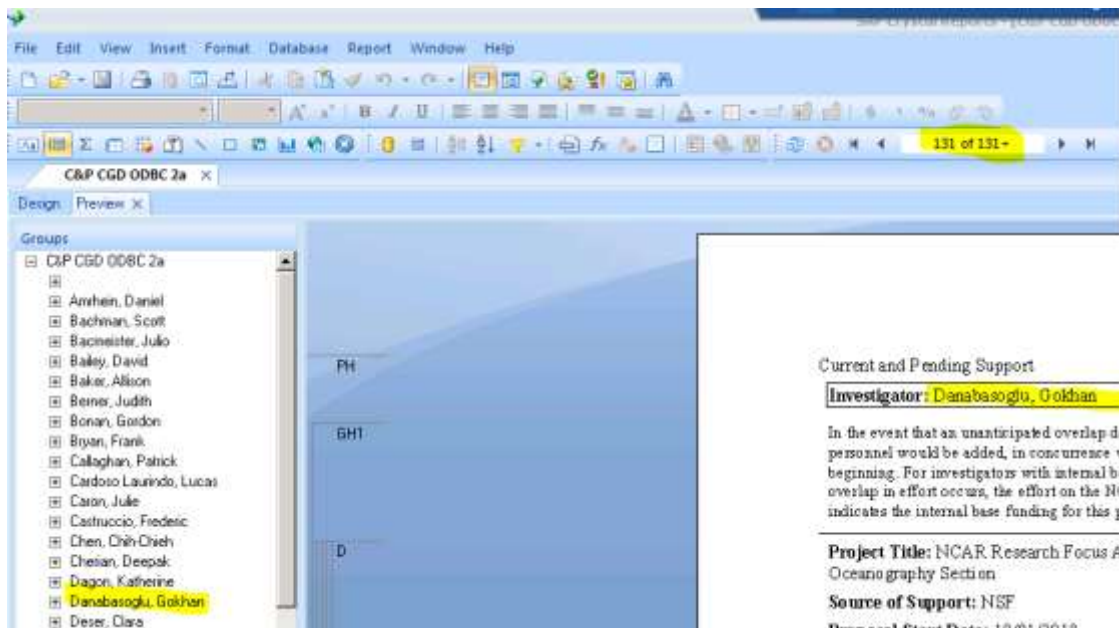 File Edit View Insert Format Database Report Window Help
B I U
131 of 131+
C&P CGD ODBC 2a ×
Design Preview ×
Groups
C&P CGD ODBC 2a
Amrhein, Daniel
Bachman, Scott
Bacmeister, Julio
Bailey, David
Baker, Allison
Berner, Judith
Bonan, Gordon
Bryan, Frank
Callaghan, Patrick
Cardoso Laurindo, Lucas
Caron, Julie
Castruccio, Frederic
Chen, Chih-Chieh
Cherian, Deepak
Dagon, Katherine
Danabasoglu, Gokhan
Deser, Clara
PH
GH1
D
Current and Pending Support
Investigator: Danabasoglu, Gokhan
In the event that an unanticipated overlap d
personnel would be added, in concurrence
beginning. For investigators with internal b
overlap in effort occurs, the effort on the N
indicates the internal base funding for this p
Project Title: NCAR Research Focus A
Oceanography Section
Source of Support: NSF